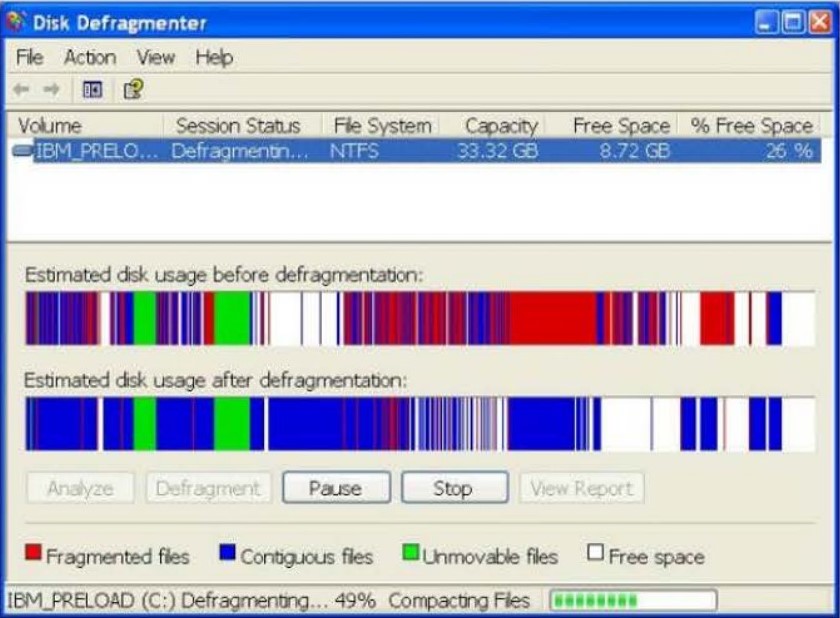 Disk Defragmenter
File Action View Help
Volume Session Status File System Capacity Free Space % Free Space
IBM_PRELO... Defragmentin... NTFS 33.32 GB 8.72 GB 26 %
Estimated disk usage before defragmentation:
Estimated disk usage after defragmentation:
Analyze Defragment Pause Stop View Report
Fragmented files Contiguous files Unmovable files Free space
IBM_PRELOAD (C:) Defragmenting... 49% Compacting Files